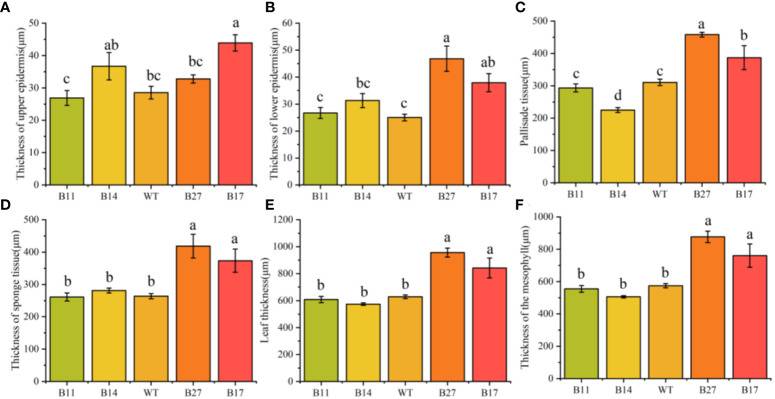 A
Thickness of upper epidermis(μm)
50
40
30
20
10
0
c
ab
bc
bc
a
B11 B14 WT B27 B17
B
Thickness of lower epidermis(μm)
60
50
40
30
20
10
0
c
bc
c
a
ab
B11 B14 WT B27 B17
C
Pallisade tissue(μm)
500
400
300
200
100
0
c
d
c
a
b
B11 B14 WT B27 B17
D
Thickness of sponge tissue(μm)
500
400
300
200
100
0
b
b
b
a
a
B11 B14 WT B27 B17
E
Leaf thickness(μm)
1200
1000
800
600
400
200
0
b
b
b
a
a
B11 B14 WT B27 B17
F
Thickness of the mesophyll(μm)
1000
800
600
400
200
0
b
b
b
a
a
B11 B14 WT B27 B17